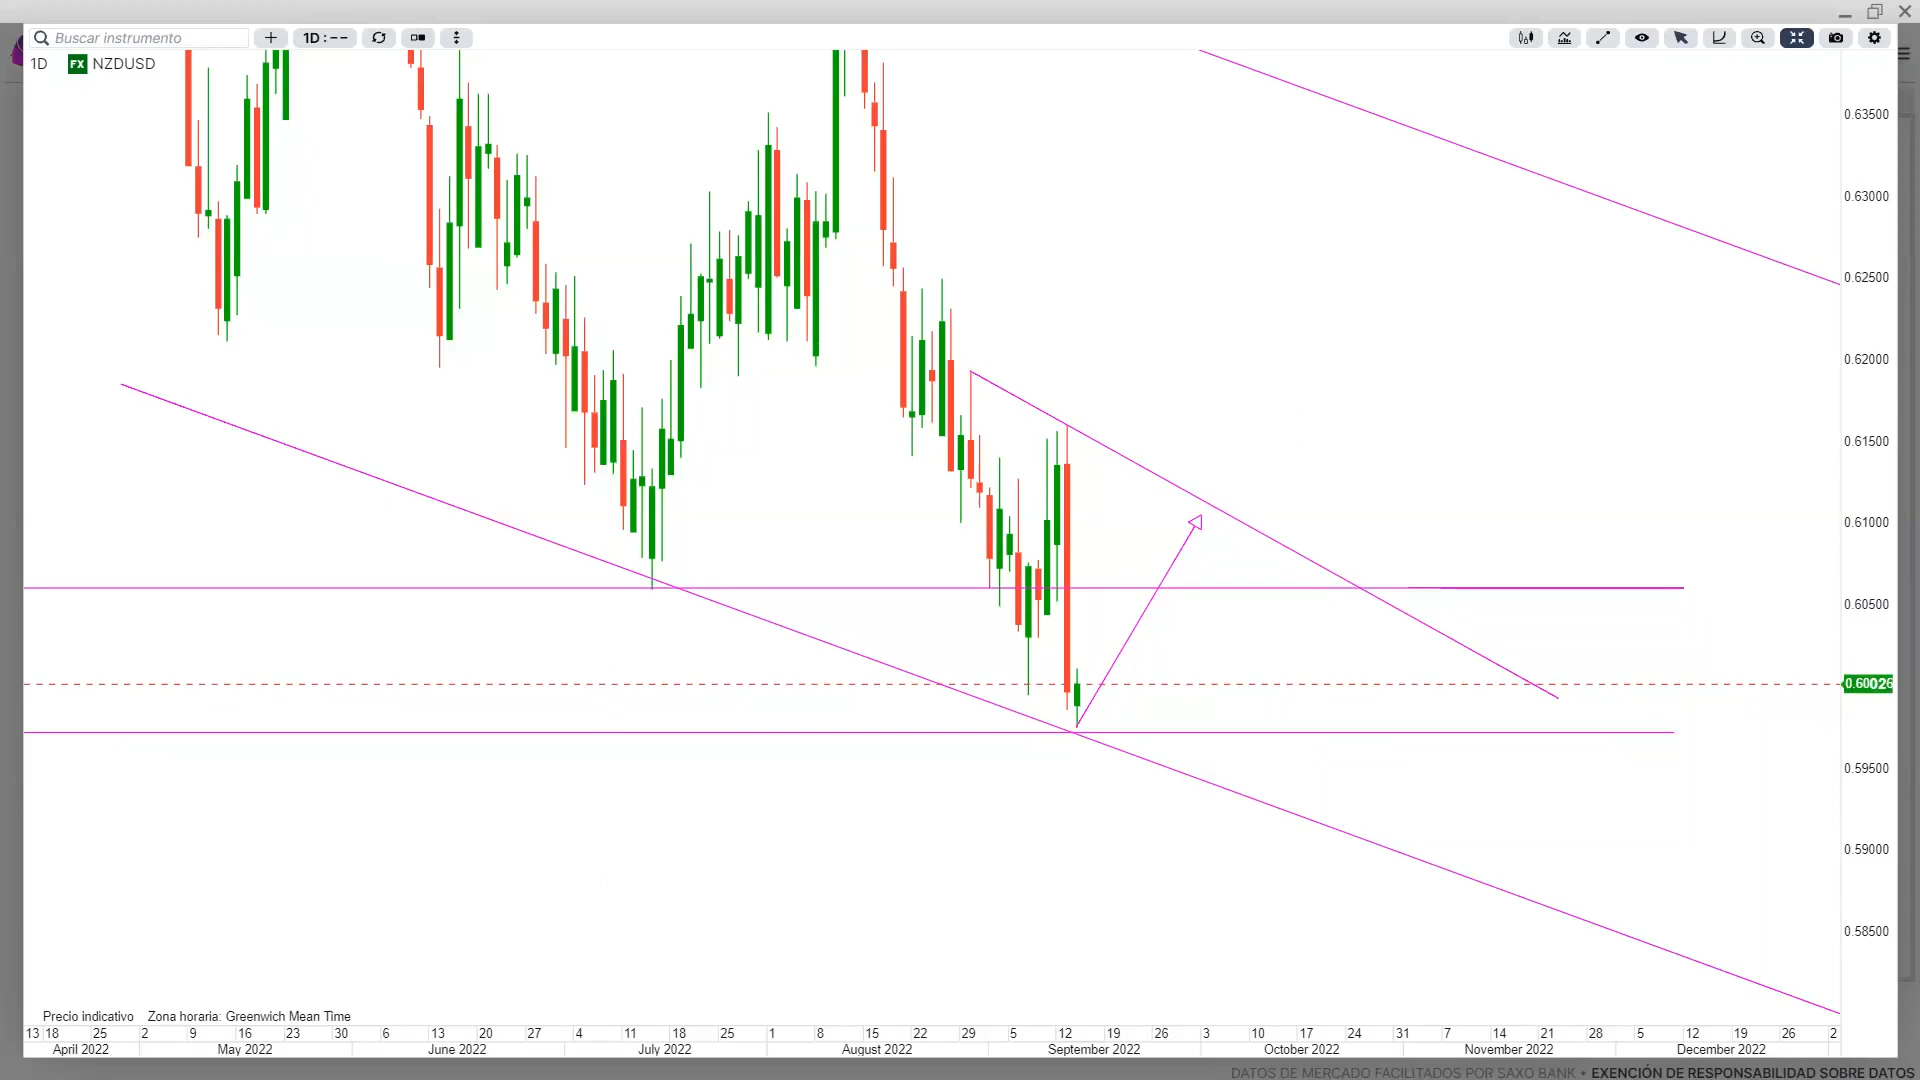 Buscar instrumento
1D : --
1D FX NZDUSD
0.63500
0.63000
0.62500
0.62000
0.61500
0.61000
0.60500
0.60026
0.59500
0.59000
0.58500
Precio indicativo Zona horaria: Greenwich Mean Time
13 18 25 2 9 16 23 30 6 13 20 27 4 11 18 25 1 8 15 22 29 5 12 19 26 3 10 17 24 31 7 14 21 28 5 12 19 26 2
April 2022 May 2022 June 2022 July 2022 August 2022 September 2022 October 2022 November 2022 December 2022
DATOS DE MERCADO FACILITADOS POR SAXO BANK • EXENCIÓN DE RESPONSABILIDAD SOBRE DATOS